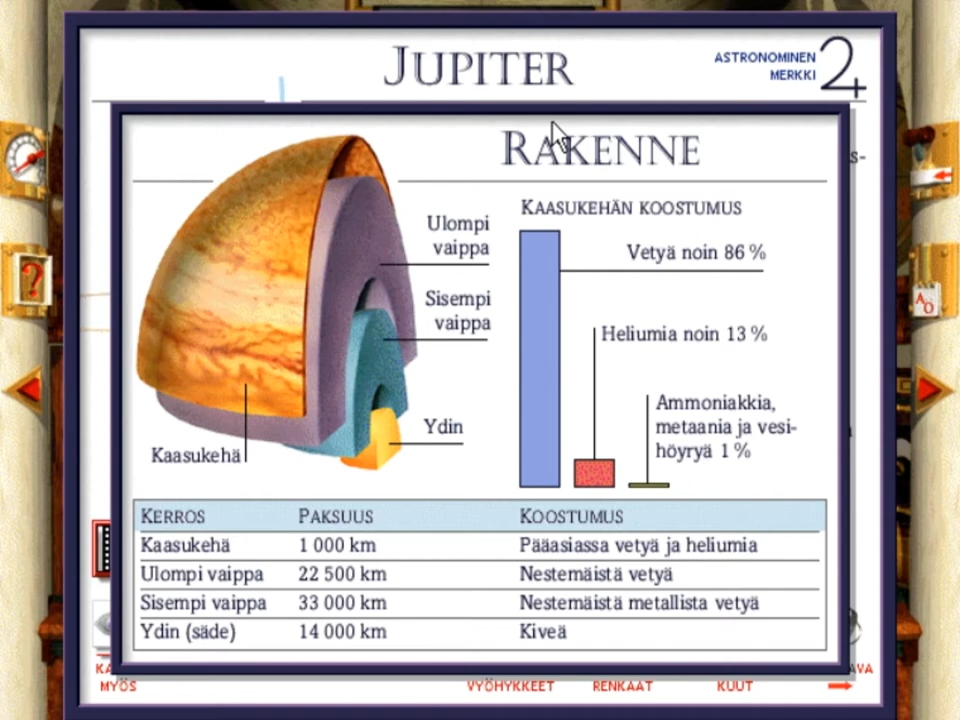 JUPITER
ASTRONOMINEN
MERKKI
RAKENNE
s-
Ulompi
vaippa
Sisempi
vaippa
Ydin
Kaasukehä
KAASUKEHÄN KOOSTUMUS
Vetyä noin 86 %
Heliumia noin 13 %
Ammoniakkia,
metaania ja vesi-
höyryä 1 %
KERROS PAKSUUS KOOSTUMUS
Kaasukehä 1 000 km Pääasiassa vetyä ja heliumia
Ulompi vaippa 22 500 km Nestemäistä vetyä
Sisempi vaippa 33 000 km Nestemäistä metallista vetyä
Ydin (säde) 14 000 km Kiveä
MYÖS VYÖHYKKEET RENKAAT KUUT
?
A
Ö